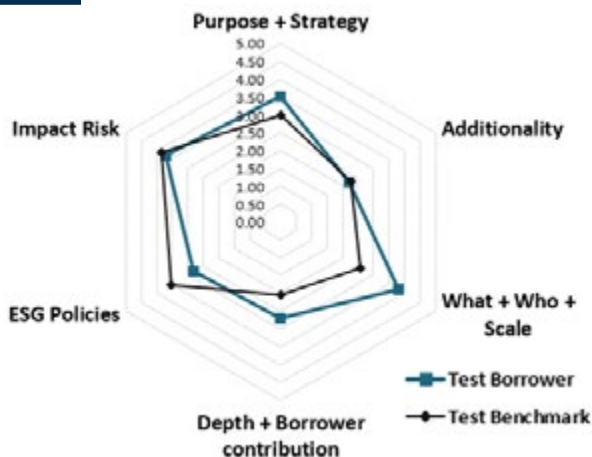 Purpose + Strategy
5.00
4.50
4.00
3.50
3.00
2.50
2.00
1.50
1.00
0.50
0.00
Impact Risk
Additionality
ESG Policies
What + Who +
Scale
Test Borrower
Test Benchmark
Depth + Borrower
contribution